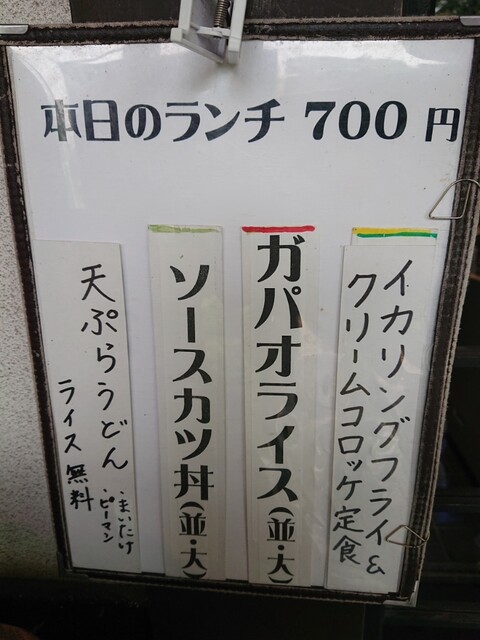 本日のランチ 700 円
イカリングフライ&
クリームコロッケ定食
ガパオライス(並・大)
ソースカツ丼(並・大)
天ぷらうどん
・まいたけ
・ピーマン
ライス無料